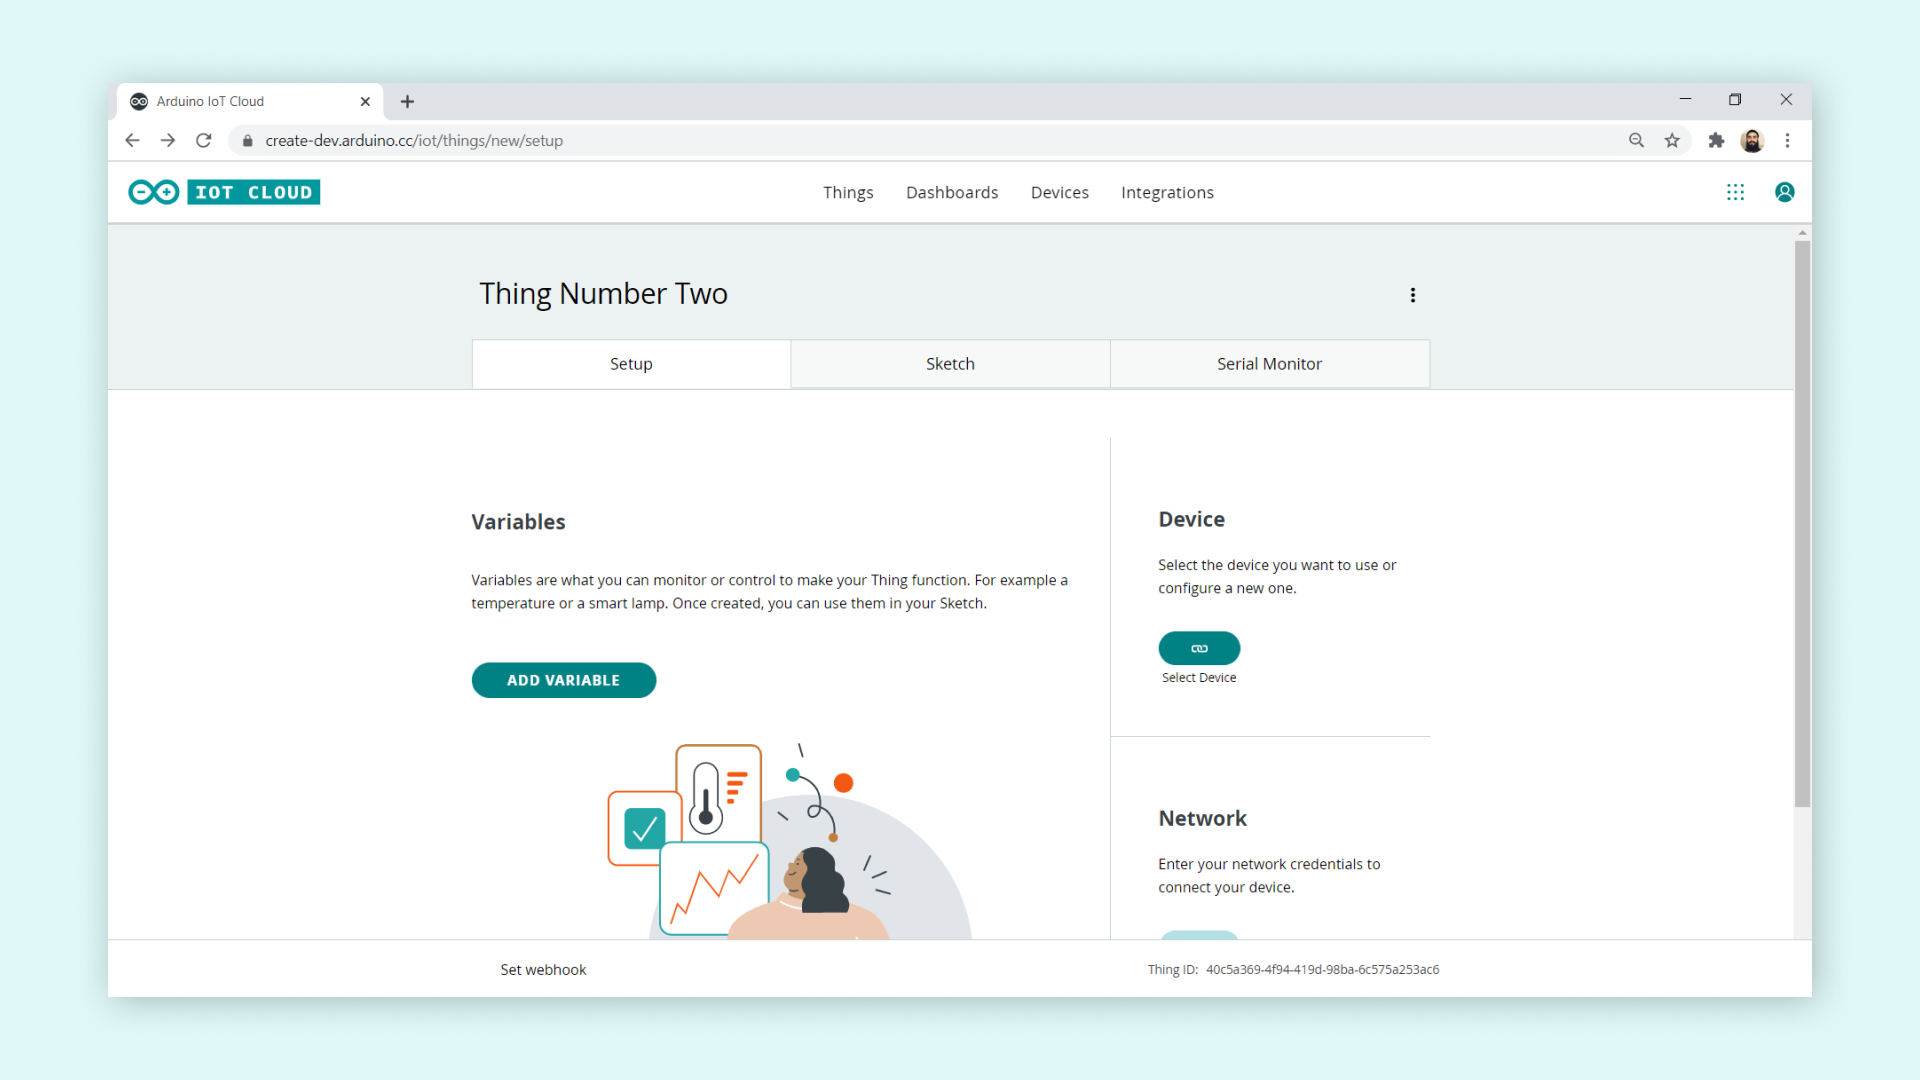 Arduino IoT Cloud
create-dev.arduino.cc/iot/things/new/setup
IOT CLOUD
Things Dashboards Devices Integrations
Thing Number Two
Setup Sketch Serial Monitor
Variables
Variables are what you can monitor or control to make your Thing function. For example a
temperature or a smart lamp. Once created, you can use them in your Sketch.
ADD VARIABLE
Device
Select the device you want to use or
configure a new one.
Select Device
Network
Enter your network credentials to
connect your device.
Set webhook
Thing ID: 40c5a369-4f94-419d-98ba-6c575a253ac6